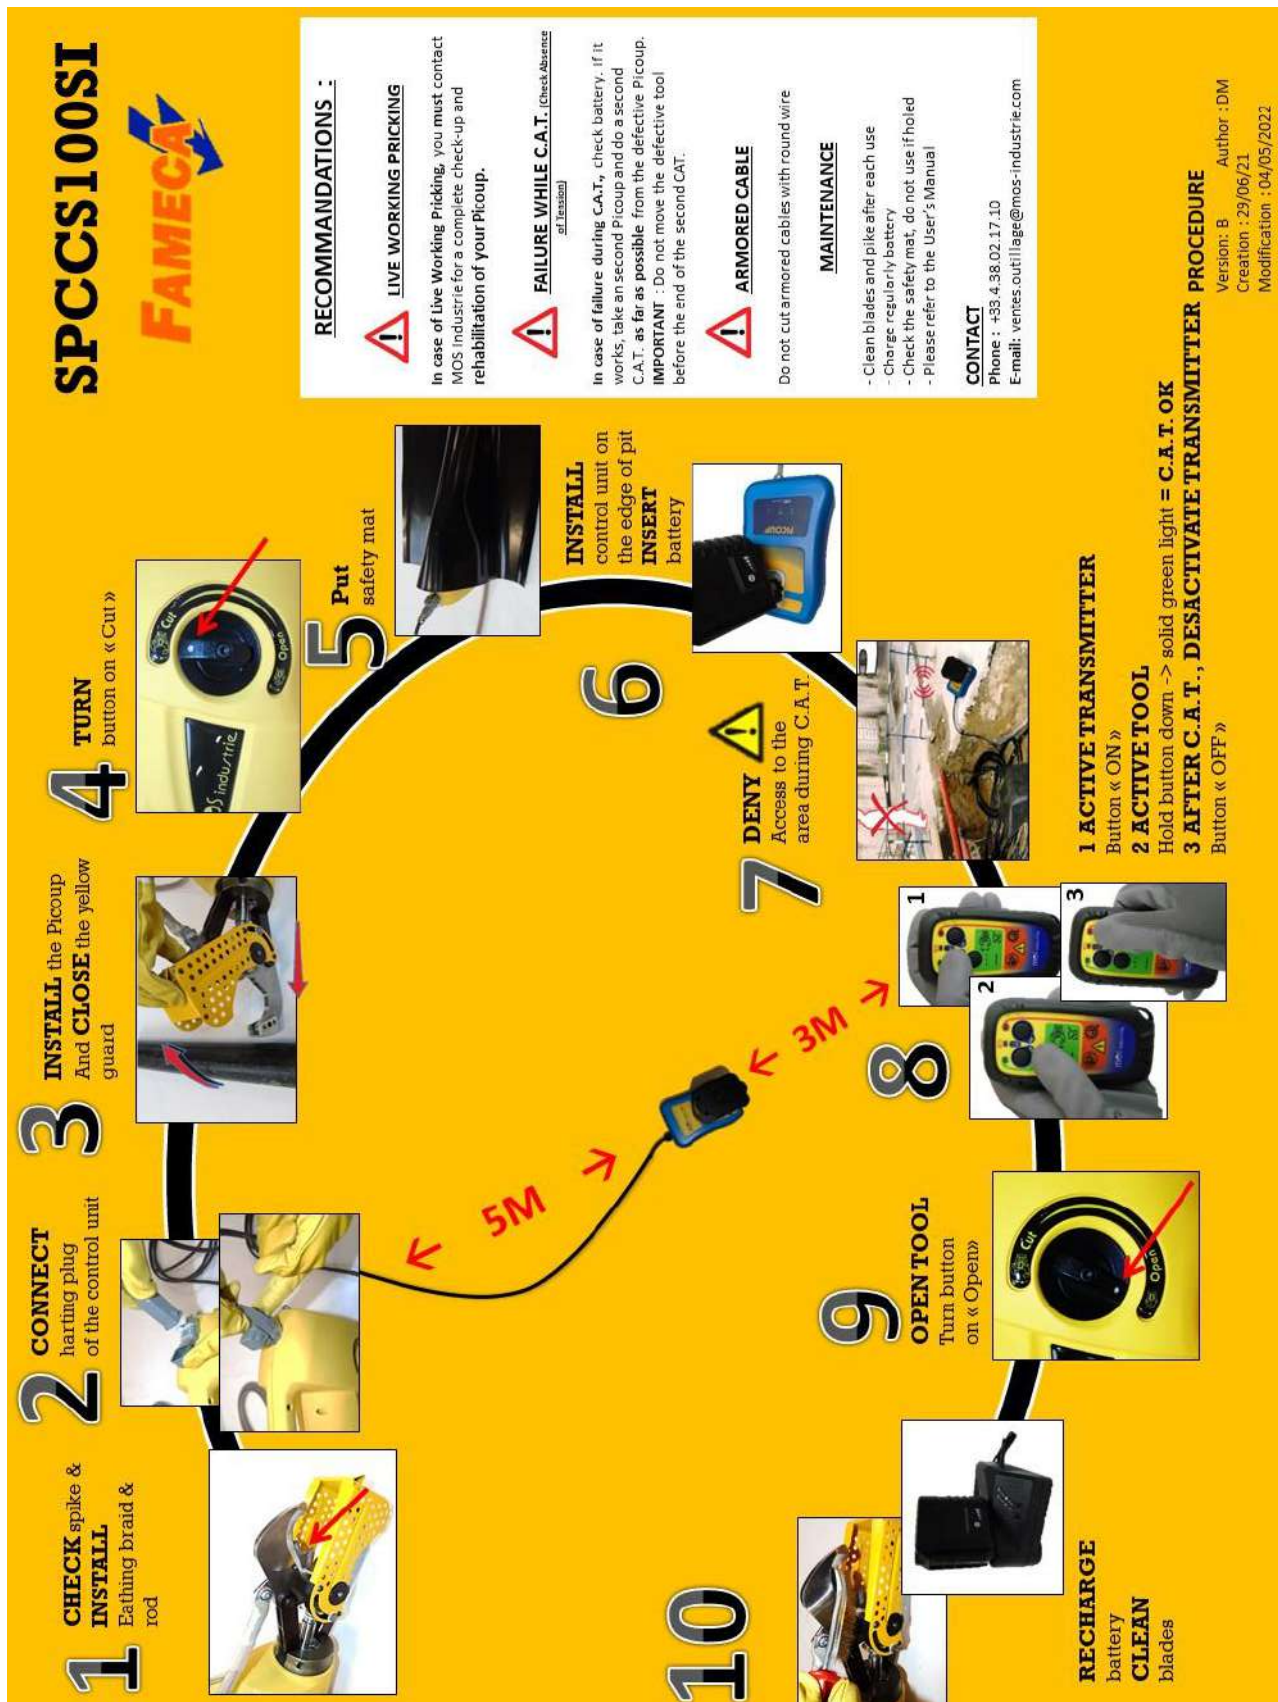 SPCCS100SI
FAMECA
1
CHECK spike &
INSTALL
Eathing braid &
rod
2
CONNECT
harting plug
of the control unit
3
INSTALL the Picoup
And CLOSE the yellow
guard
4
TURN
button on « Cut »
OS industrie
Cut
Open
5
Put
safety mat
6
INSTALL
control unit on
the edge of pit
INSERT
battery
PICOUP
7
DENY
Access to the
area during C.A.T.
5M
3M
8
1
2
3
1 ACTIVE TRANSMITTER
Button « ON »
2 ACTIVE TOOL
Hold button down -> solid green light = C.A.T. OK
3 AFTER C.A.T. , DESACTIVATE TRANSMITTER
Button « OFF »
9
OPEN TOOL
Turn button
on « Open»
Cut
Open
10
RECHARGE
battery
CLEAN
blades
RECOMMANDATIONS :
LIVE WORKING PRICKING
In case of Live Working Pricking, you must contact
MOS Industrie for a complete check-up and
rehabilitation of your Picoup.
FAILURE WHILE C.A.T. (Check Absence
of Tension)
In case of failure during C.A.T., check battery. If it
works, take an second Picoup and do a second
C.A.T. as far as possible from the defective Picoup.
IMPORTANT : Do not move the defective tool
before the end of the second CAT.
ARMORED CABLE
Do not cut armored cables with round wire
MAINTENANCE
- Clean blades and pike after each use
- Charge regularly battery
- Check the safety mat, do not use if holed
- Please refer to the User's Manual
CONTACT
Phone : +33.4.38.02.17.10
E-mail: ventes.outillage@mos-industrie.com
PROCEDURE
Version: B Author : DM
Creation : 29/06/21
Modification : 04/05/2022